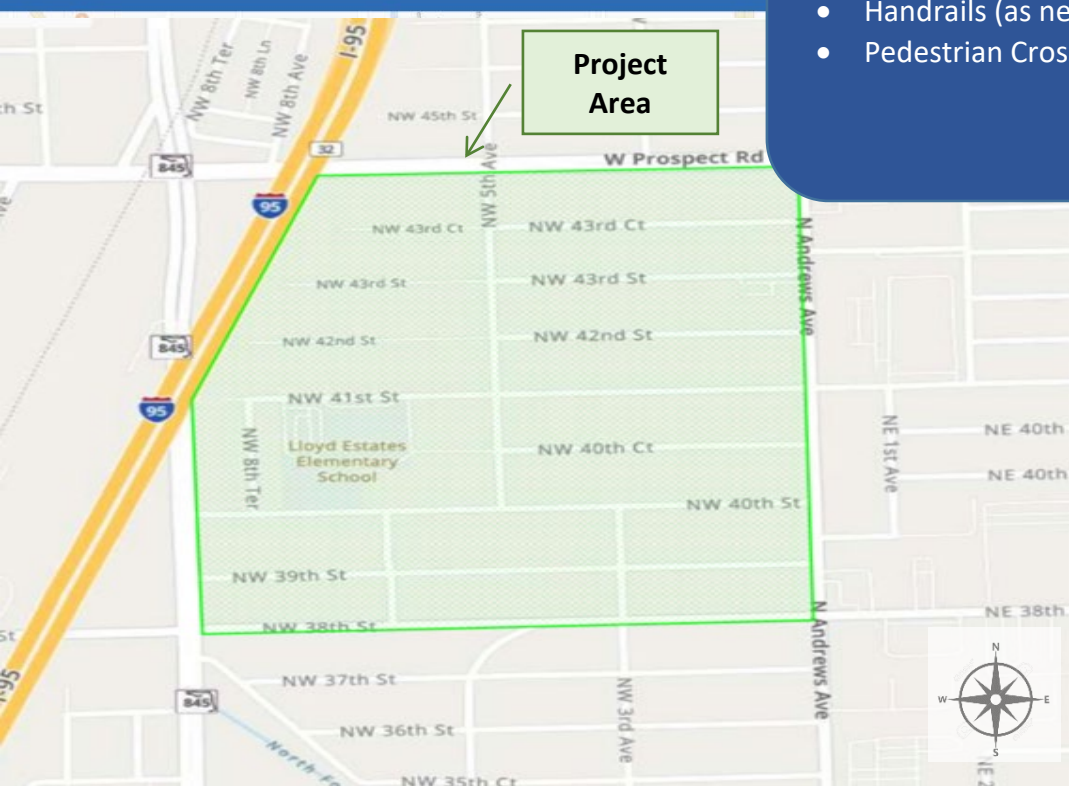 Handrails (as ne
Pedestrian Cros
Project
Area
I-95
NW 8th Ter
NW 8th Ln
NW 8th Ave
h St
NW 45th St
32
845
W Prospect Rd
95
NW 5th Ave
NW 43rd Ct
NW 43rd Ct
N Andrews Ave
NW 43rd St
NW 43rd St
NW 42nd St
NW 42nd St
845
95
NW 41st St
NW 8th Ter
Lloyd Estates
Elementary
School
NW 40th Ct
NE 1st Ave
NE 40th
NE 40th
NW 40th St
NW 39th St
NW 38th St
NE 38th
St
N Andrews Ave
N
W
E
S
NW 37th St
I-95
845
NW 3rd Ave
NW 36th St
North Fo
NW 35th Ct
NE 2